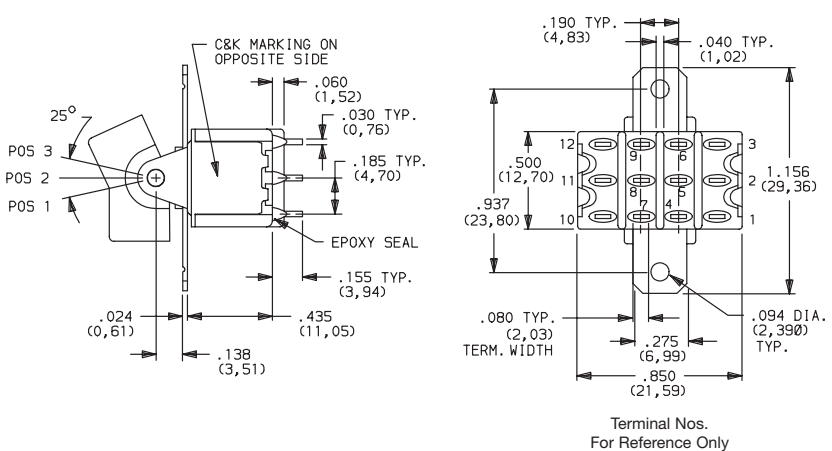 C&K MARKING ON
OPPOSITE SIDE
.060
(1,52)
.030 TYP.
(0,76)
25°
POS 3
POS 2
POS 1
.185 TYP.
(4,70)
EPOXY SEAL
.155 TYP.
(3,94)
.024
(0,61)
.435
(11,05)
.138
(3,51)
.190 TYP.
(4,83)
.040 TYP.
(1,02)
12
9
6
3
.500
(12,70)
11
8
5
2
1.156
(29,36)
.937
(23,80)
10
7
4
1
.080 TYP.
(2,03)
TERM. WIDTH
.275
(6,99)
.094 DIA.
(2,39Ø)
TYP.
.850
(21,59)
Terminal Nos.
For Reference Only